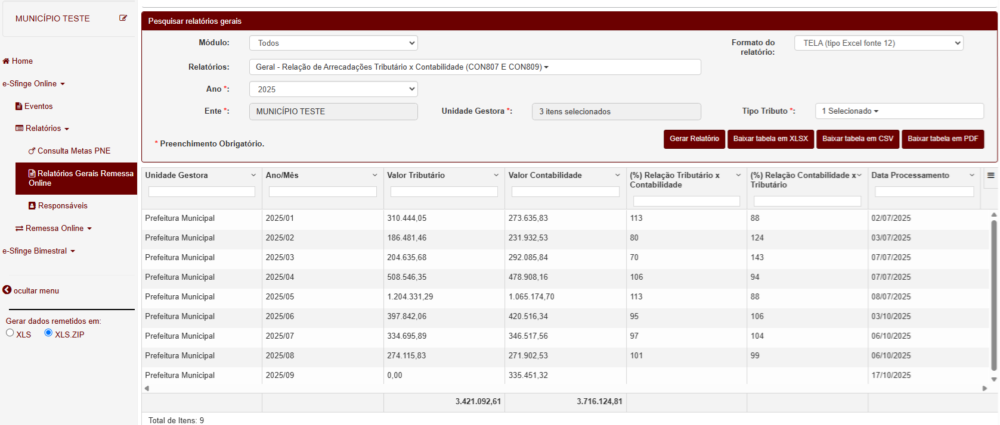 MUNICÍPIO TESTE
Home
e-Sfinge Online
Eventos
Relatórios
Consulta Metas PNE
Relatórios Gerais Remessa
Online
Responsáveis
Remessa Online
e-Sfinge Bimestral
ocultar menu
Gerar dados remetidos em:
XLS XLS.ZIP
Pesquisar relatórios gerais
Módulo: Todos Formato do relatório: TELA (tipo Excel fonte 12)
Relatórios: Geral - Relação de Arrecadações Tributário x Contabilidade (CON807 E CON809)
Ano *: 2025
Ente *: MUNICÍPIO TESTE Unidade Gestora *: 3 itens selecionados Tipo Tributo *: 1 Selecionado
* Preenchimento Obrigatório. Gerar Relatório Baixar tabela em XLSX Baixar tabela em CSV Baixar tabela em PDF
Unidade Gestora Ano/Mês Valor Tributário Valor Contabilidade (%) Relação Tributário x Contabilidade (%) Relação Contabilidade x Tributário Data Processamento
Prefeitura Municipal 2025/01 310.444,05 273.635,83 113 88 02/07/2025
Prefeitura Municipal 2025/02 186.481,46 231.932,53 80 124 03/07/2025
Prefeitura Municipal 2025/03 204.635,68 292.085,84 70 143 07/07/2025
Prefeitura Municipal 2025/04 508.546,35 478.908,16 106 94 07/07/2025
Prefeitura Municipal 2025/05 1.204.331,29 1.065.174,70 113 88 08/07/2025
Prefeitura Municipal 2025/06 397.842,06 420.516,34 95 106 03/10/2025
Prefeitura Municipal 2025/07 334.695,89 346.517,56 97 104 06/10/2025
Prefeitura Municipal 2025/08 274.115,83 271.902,53 101 99 06/10/2025
Prefeitura Municipal 2025/09 0,00 335.451,32 17/10/2025
3.421.092,61 3.716.124,81
Total de Itens: 9